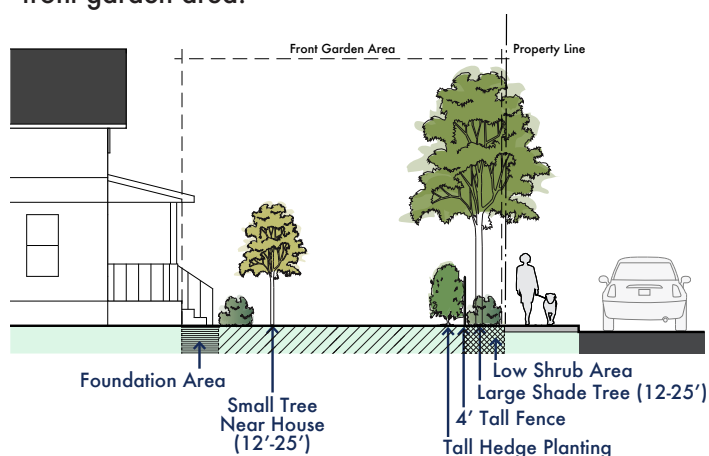 front garden area.
Front Garden Area
Property Line
Foundation Area
Small Tree
Near House
(12'-25')
Low Shrub Area
Large Shade Tree (12-25')
4' Tall Fence
Tall Hedge Planting